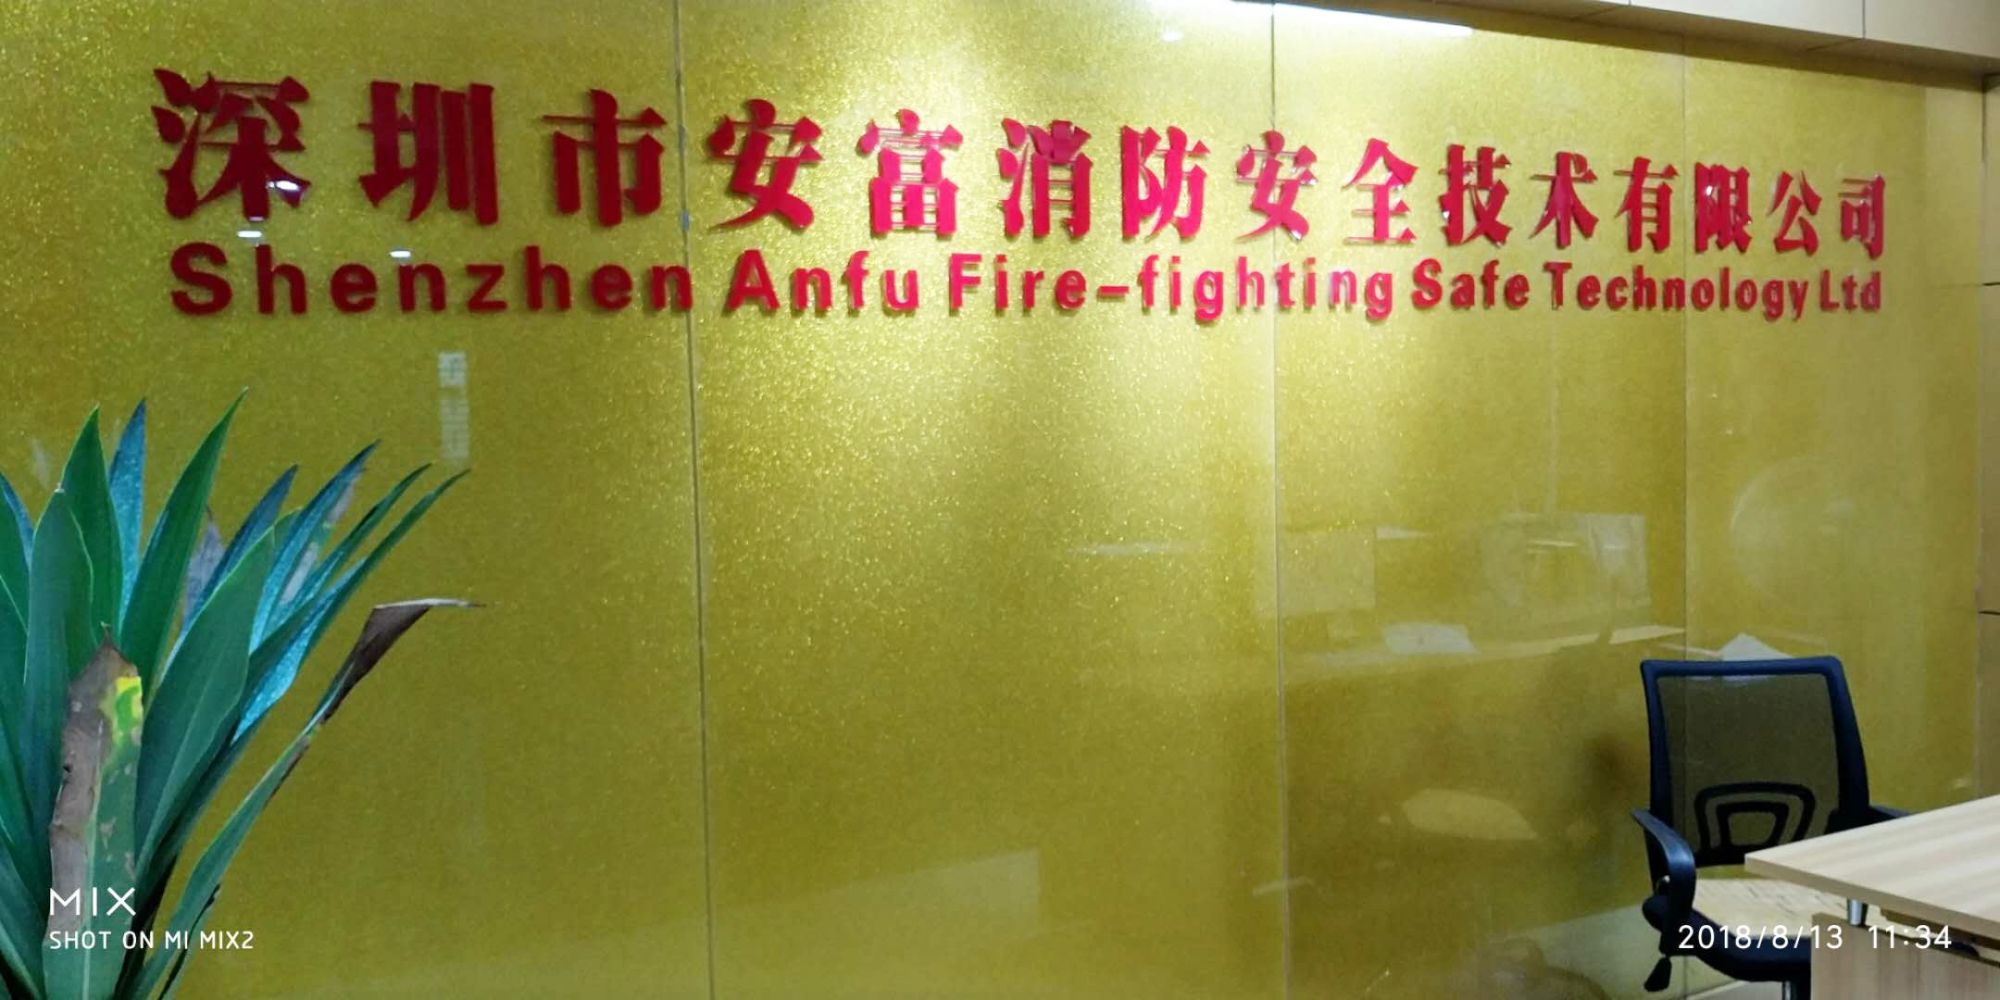 深圳市安富消防安全技术有限公司
Shenzhen Anfu Fire-fighting Safe Technology Ltd
MIX
SHOT ON MI MIX2
2018/8/13 11:34